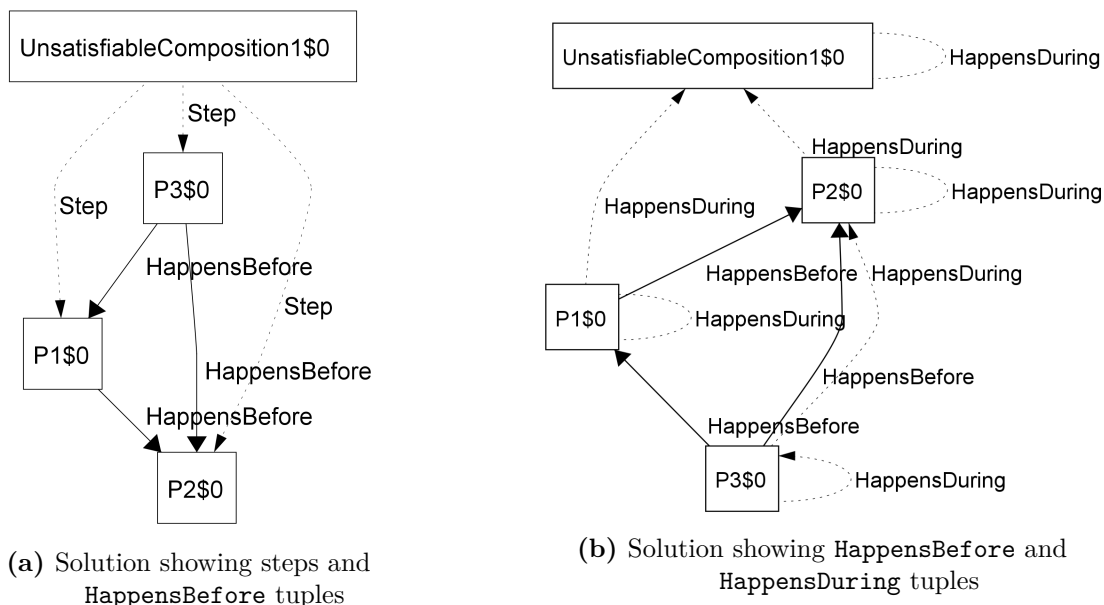 UnsatisfiableComposition1$0
Step
P3$0
Step
HappensBefore
Step
P1$0
HappensBefore
HappensBefore
P2$0
(a) Solution showing steps and
HappensBefore tuples
UnsatisfiableComposition1$0
HappensDuring
HappensDuring
P2$0
HappensDuring
HappensDuring
HappensBefore
HappensDuring
P1$0
HappensDuring
HappensBefore
HappensBefore
P3$0
HappensDuring
(b) Solution showing HappensBefore and
HappensDuring tuples